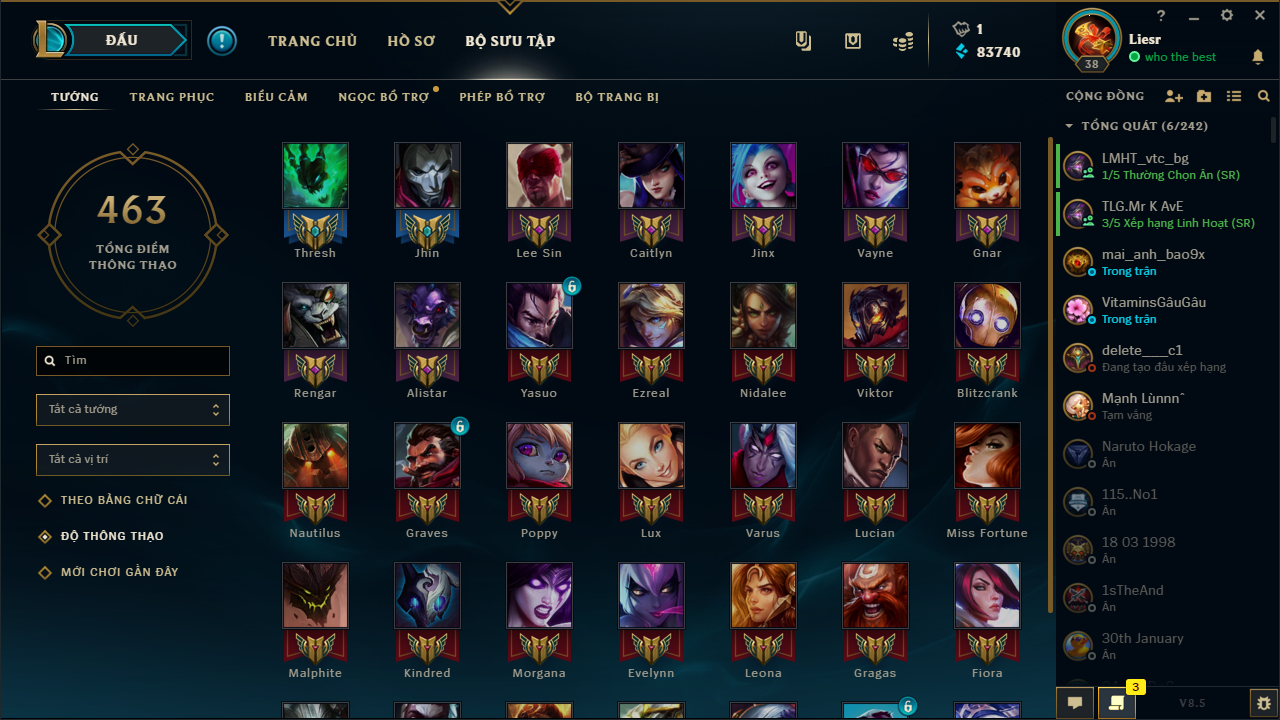 ĐẤU
TRANG CHỦ
HỒ SƠ
BỘ SƯU TẬP
1
83740
38
Liesr
who the best
TƯỚNG
TRANG PHỤC
BIỂU CẢM
NGỌC BỔ TRỢ
PHÉP BỔ TRỢ
BỘ TRANG BỊ
CỘNG ĐỒNG
463
TỔNG ĐIỂM
THÔNG THẠO
Tìm
Tất cả tướng
Tất cả vị trí
THEO BẢNG CHỮ CÁI
ĐỘ THÔNG THẠO
MỚI CHƠI GẦN ĐÂY
Thresh
Jhin
Lee Sin
Caitlyn
Jinx
Vayne
Gnar
6
Rengar
Alistar
Yasuo
Ezreal
Nidalee
Viktor
Blitzcrank
6
Nautilus
Graves
Poppy
Lux
Varus
Lucian
Miss Fortune
Malphite
Kindred
Morgana
Evelynn
Leona
Gragas
Fiora
6
TỔNG QUÁT (6/242)
LMHT_vtc_bg
1/5 Thường Chọn Ẩn (SR)
TLG.Mr K AvE
3/5 Xếp hạng Linh Hoạt (SR)
mai_anh_bao9x
Trong trận
VitaminsGâuGâu
Trong trận
delete____c1
Đang tạo đấu xếp hạng
Mạnh Lùnnnˆ
Tạm vắng
Naruto Hokage
Ẩn
115..No1
Ẩn
18 03 1998
Ẩn
1sTheAnd
Ẩn
30th January
Ẩn
3
V8.5